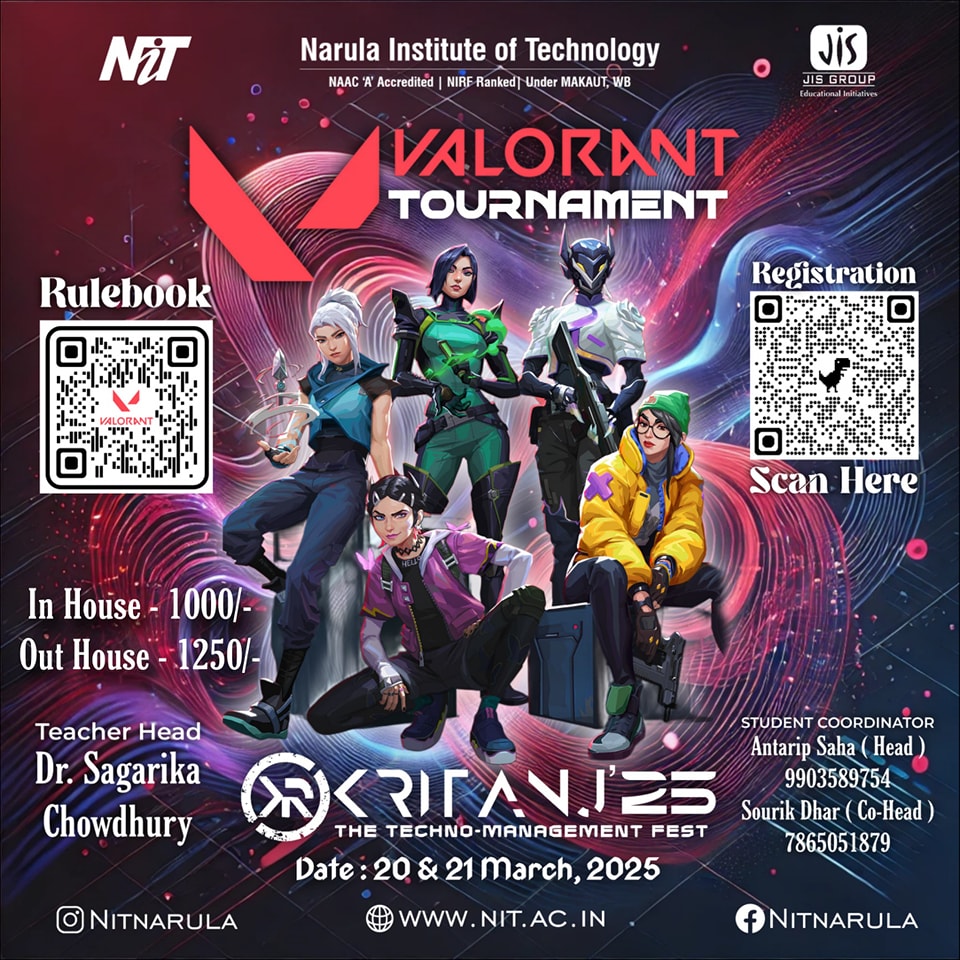 NiT
Narula Institute of Technology
NAAC 'A' Accredited | NIRF Ranked| Under MAKAUT, WB
JIS
JIS GROUP
Educational Initiatives
VALORANT
TOURNAMENT
Rulebook
VALORANT
Registration
Scan Here
In House - 1000/-
Out House - 1250/-
Teacher Head
Dr. Sagarika
Chowdhury
STUDENT COORDINATOR
Antarip Saha ( Head )
9903589754
Sourik Dhar ( Co-Head )
7865051879
KR KRITANJ'25
THE TECHNO-MANAGEMENT FEST
Date : 20 & 21 March, 2025
NITNARULA
WWW.NIT.AC.IN
NITNARULA